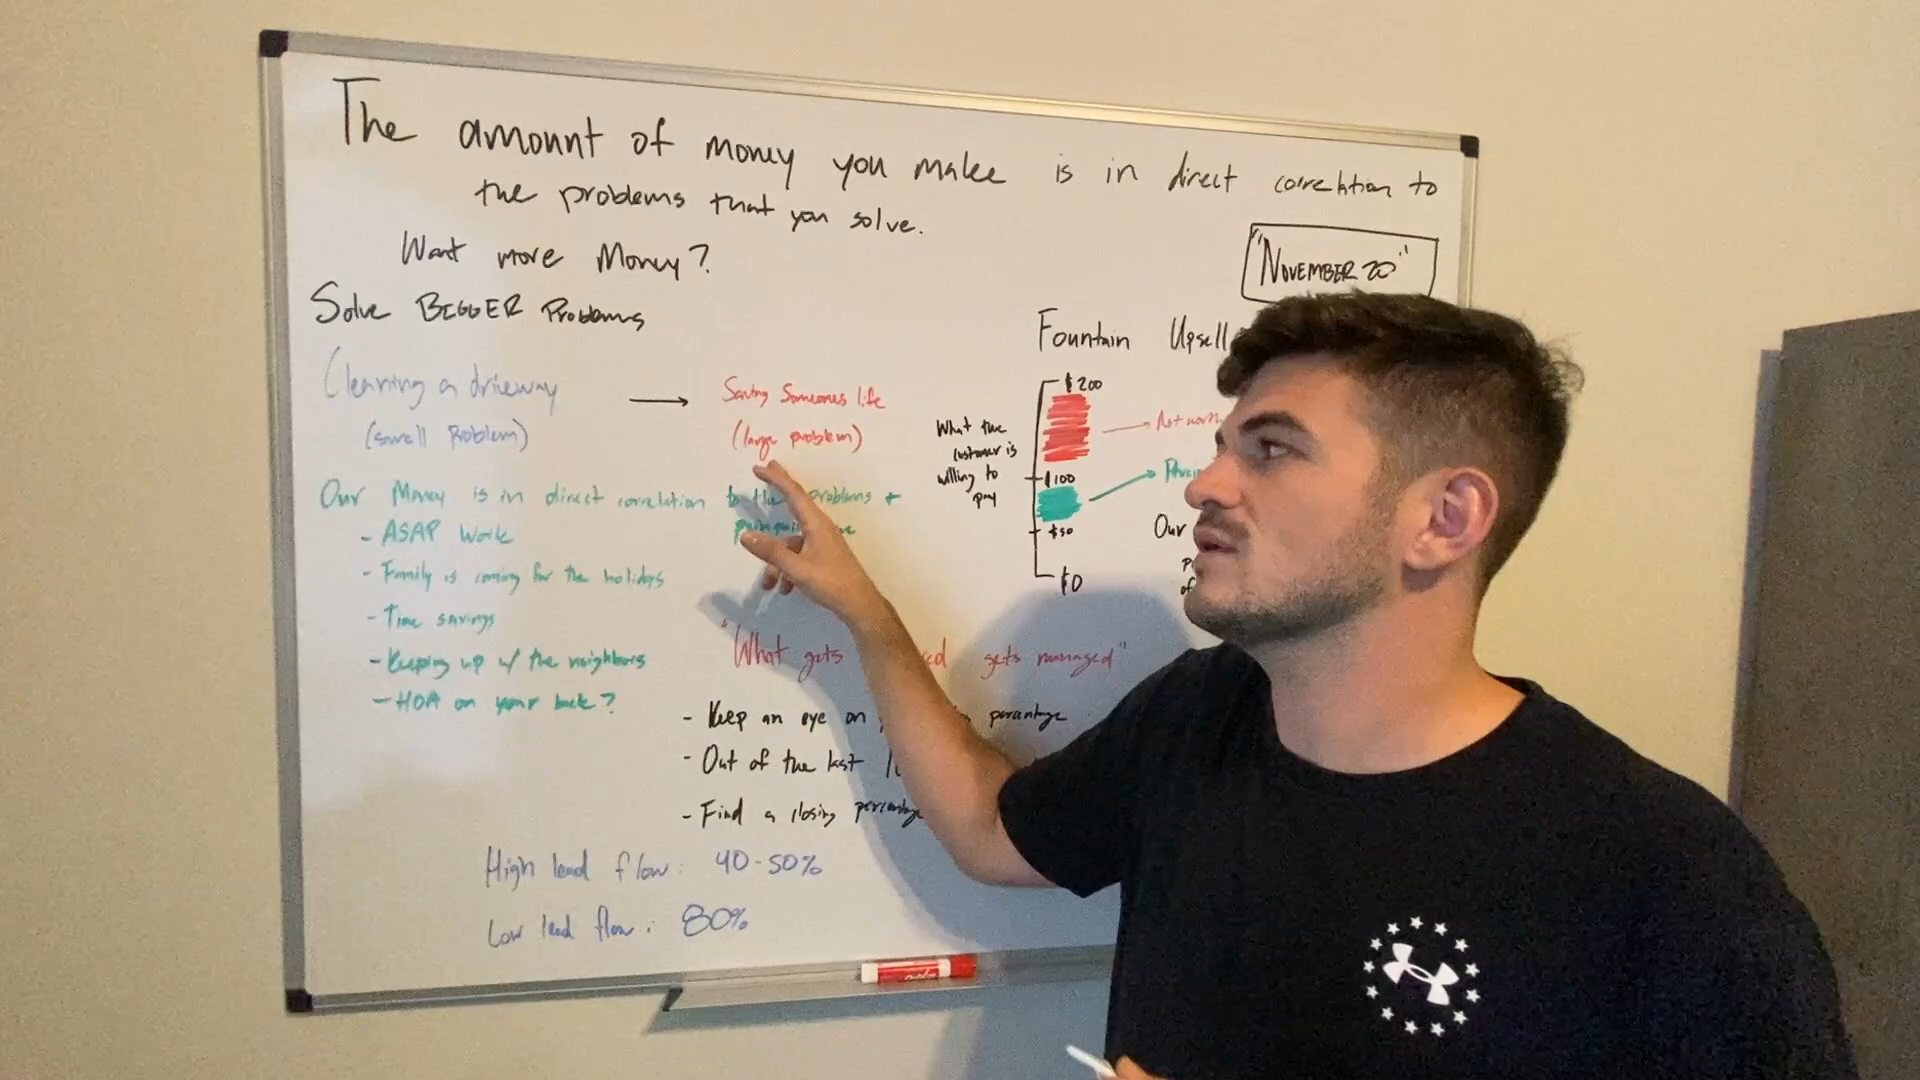 The amount of money you make is in direct correlation to
the problems that you solve.
Want more Money?
Solve BIGGER Problems
"NOVEMBER 20"
Cleaning a driveway
(small Problem)
Saving Someones life
(large problem)
Our Money is in direct correlation to the problems +
- ASAP Work
- Family is coming for the holidays
- Time savings
- Keeping up w/ the neighbors
- HOA on your back?
Fountain Upsell
What the
customer is
willing to
pay
$200
$100
$50
$0
Not worth
Our
"What gets gets managed"
- Keep an eye on percentage
- Out of the last
- Find a closing percentage
High lead flow: 40-50%
Low lead flow: 80%